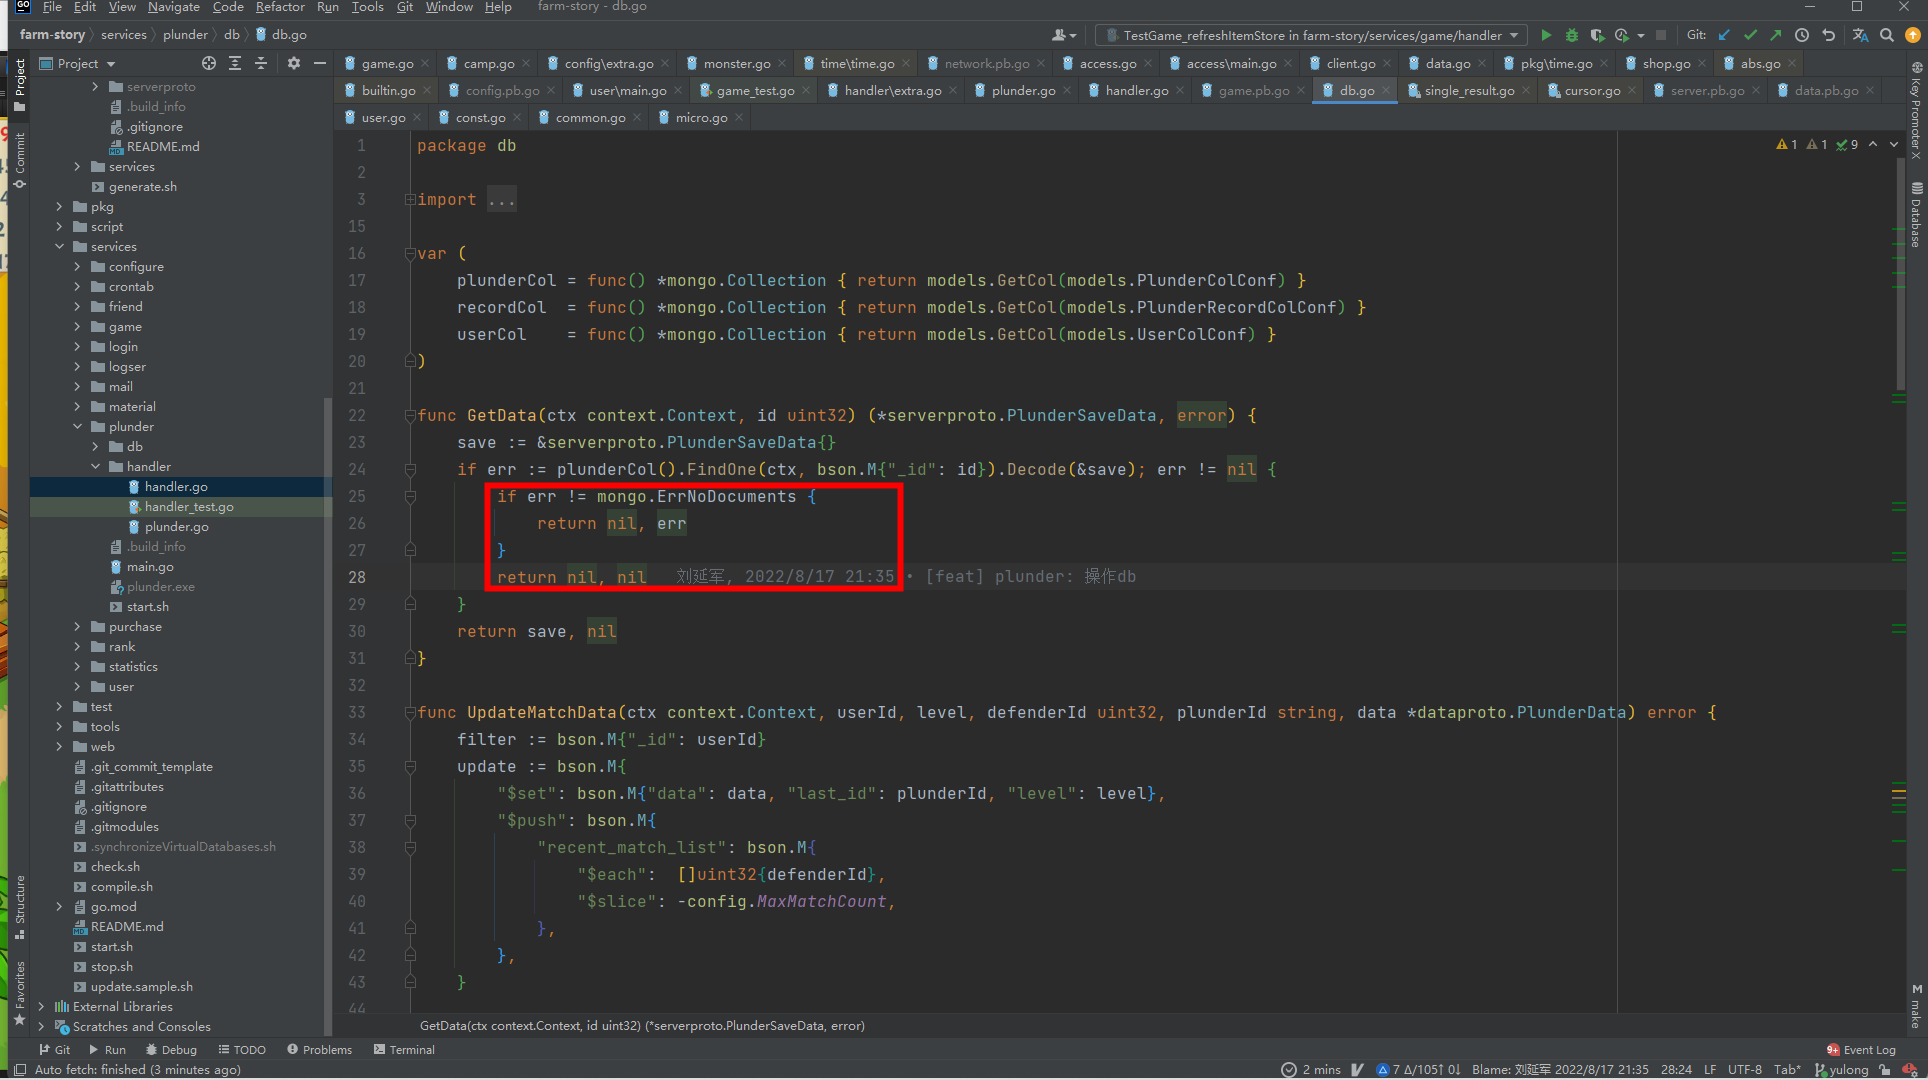 File Edit View Navigate Code Refactor Run Tools Git Window Help farm-story - db.go
farm-story services plunder db db.go
TestGame_refreshItemStore in farm-story/services/game/handler
Git:
Project
game.go camp.go config\extra.go monster.go time\time.go network.pb.go access.go access\main.go client.go data.go pkg\time.go shop.go abs.go
builtin.go config.pb.go user\main.go game_test.go handler\extra.go plunder.go handler.go game.pb.go db.go single_result.go cursor.go server.pb.go data.pb.go
user.go const.go common.go micro.go
Project
Commit
Structure
Favorites
serverproto
.build_info
.gitignore
README.md
services
generate.sh
pkg
script
services
configure
crontab
friend
game
login
logser
mail
material
plunder
db
handler
handler.go
handler_test.go
plunder.go
.build_info
main.go
plunder.exe
start.sh
purchase
rank
statistics
user
test
tools
web
.git_commit_template
.gitattributes
.gitignore
.gitmodules
.synchronizeVirtualDatabases.sh
check.sh
compile.sh
go.mod
README.md
start.sh
stop.sh
update.sample.sh
External Libraries
Scratches and Consoles
1 package db
2
3 import ...
15
16 var (
17 plunderCol = func() *mongo.Collection { return models.GetCol(models.PlunderColConf) }
18 recordCol = func() *mongo.Collection { return models.GetCol(models.PlunderRecordColConf) }
19 userCol = func() *mongo.Collection { return models.GetCol(models.UserColConf) }
20 )
21
22 func GetData(ctx context.Context, id uint32) (*serverproto.PlunderSaveData, error) {
23 save := &serverproto.PlunderSaveData{}
24 if err := plunderCol().FindOne(ctx, bson.M{"_id": id}).Decode(&save); err != nil {
25 if err != mongo.ErrNoDocuments {
26 return nil, err
27 }
28 return nil, nil 刘延军, 2022/8/17 21:35 • [feat] plunder: 操作db
29 }
30 return save, nil
31 }
32
33 func UpdateMatchData(ctx context.Context, userId, level, defenderId uint32, plunderId string, data *dataproto.PlunderData) error {
34 filter := bson.M{"_id": userId}
35 update := bson.M{
36 "$set": bson.M{"data": data, "last_id": plunderId, "level": level},
37 "$push": bson.M{
38 "recent_match_list": bson.M{
39 "$each": []uint32{defenderId},
40 "$slice": -config.MaxMatchCount,
41 },
42 },
43 }
44
1 1 9
Key Promoter X
Database
make
GetData(ctx context.Context, id uint32) (*serverproto.PlunderSaveData, error)
Git Run Debug TODO Problems Terminal 9+ Event Log
Auto fetch: finished (3 minutes ago) 2 mins 7 Δ/105↑ 0↓ Blame: 刘延军 2022/8/17 21:35 28:24 LF UTF-8 Tab* yulong